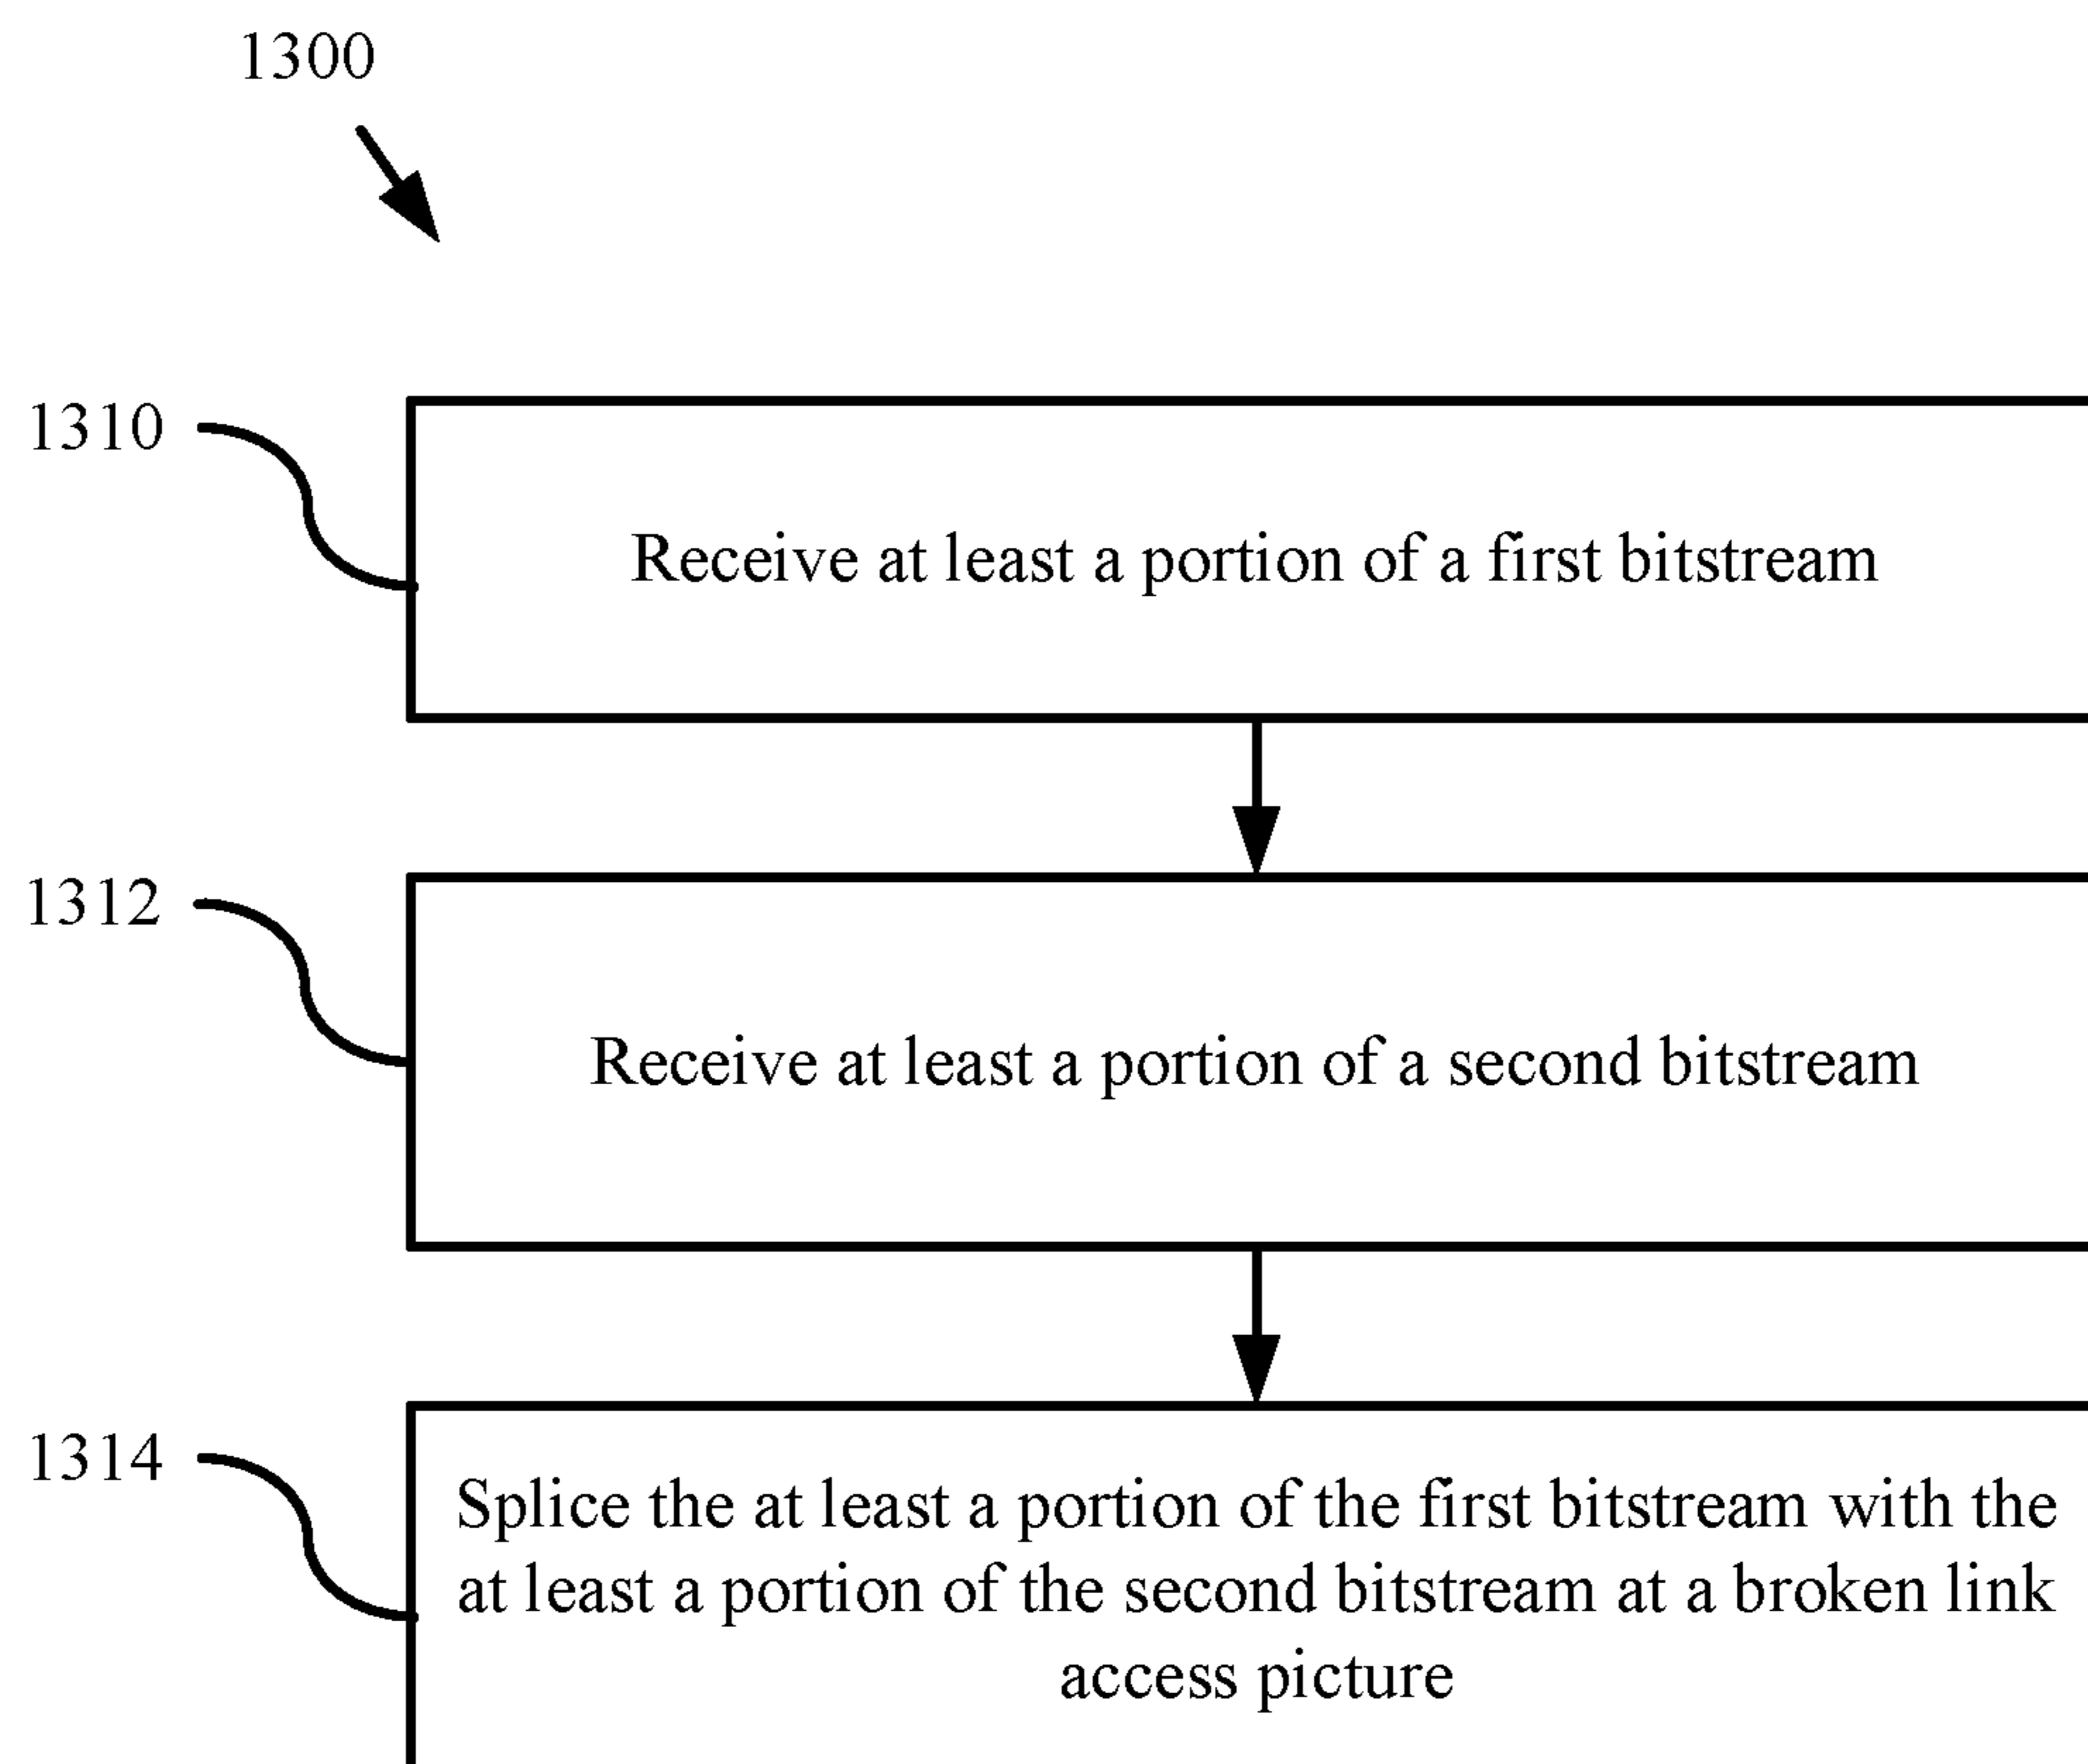 1300
1310
Receive at least a portion of a first bitstream
1312
Receive at least a portion of a second bitstream
1314
Splice the at least a portion of the first bitstream with the
at least a portion of the second bitstream at a broken link
access picture